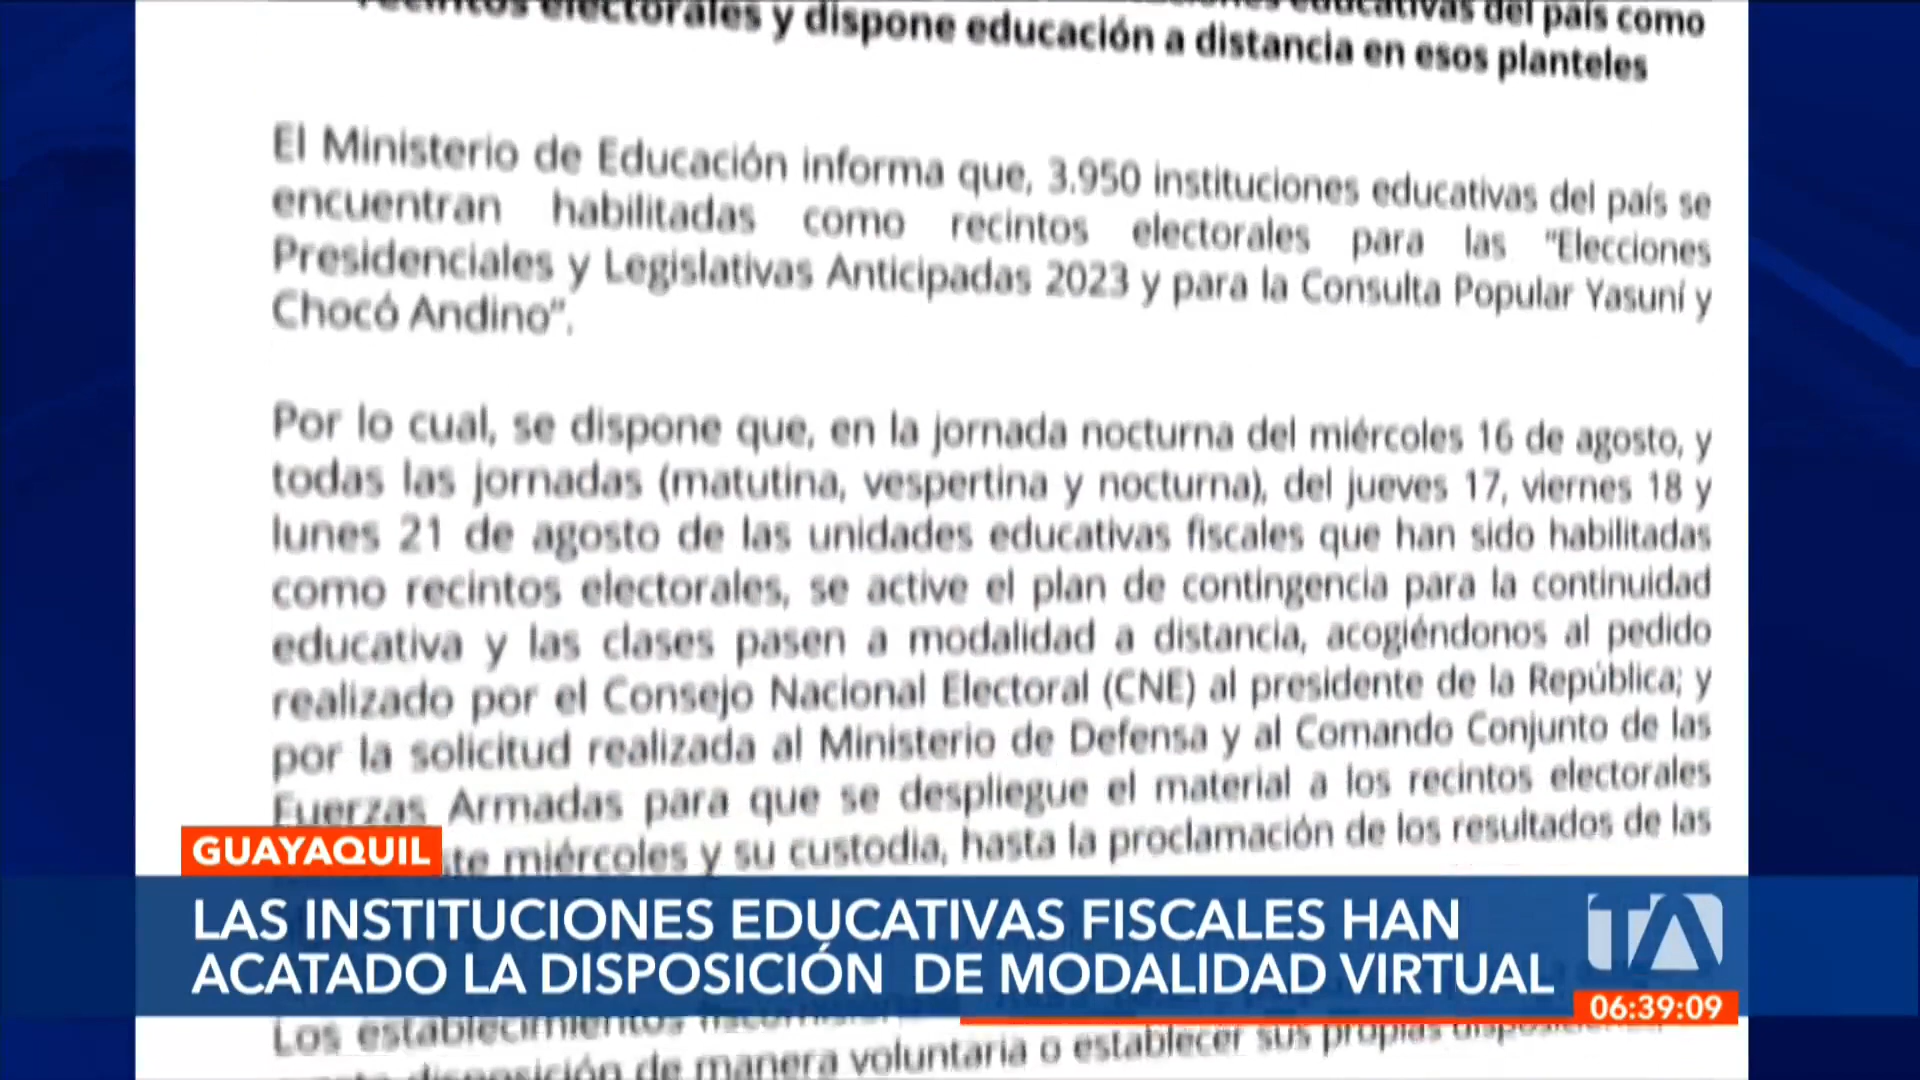 recintos electorales y dispone educación a distancia en esos planteles
educativas del país como
El Ministerio de Educación informa que, 3.950 instituciones educativas del país se
encuentran habilitadas como recintos electorales para las "Elecciones
Presidenciales y Legislativas Anticipadas 2023 y para la Consulta Popular Yasuní y
Chocó Andino".
Por lo cual, se dispone que, en la jornada nocturna del miércoles 16 de agosto, y
todas las jornadas (matutina, vespertina y nocturna), del jueves 17, viernes 18 y
lunes 21 de agosto de las unidades educativas fiscales que han sido habilitadas
como recintos electorales, se active el plan de contingencia para la continuidad
educativa y las clases pasen a modalidad a distancia, acogiéndonos al pedido
realizado por el Consejo Nacional Electoral (CNE) al presidente de la República; y
por la solicitud realizada al Ministerio de Defensa y al Comando Conjunto de las
Fuerzas Armadas para que se despliegue el material a los recintos electorales
miércoles y su custodia, hasta la proclamación de los resultados de las
GUAYAQUIL
LAS INSTITUCIONES EDUCATIVAS FISCALES HAN
ACATADO LA DISPOSICIÓN DE MODALIDAD VIRTUAL
TA
06:39:09
Los establecimientos
disposición de manera voluntaria o establecer sus propias